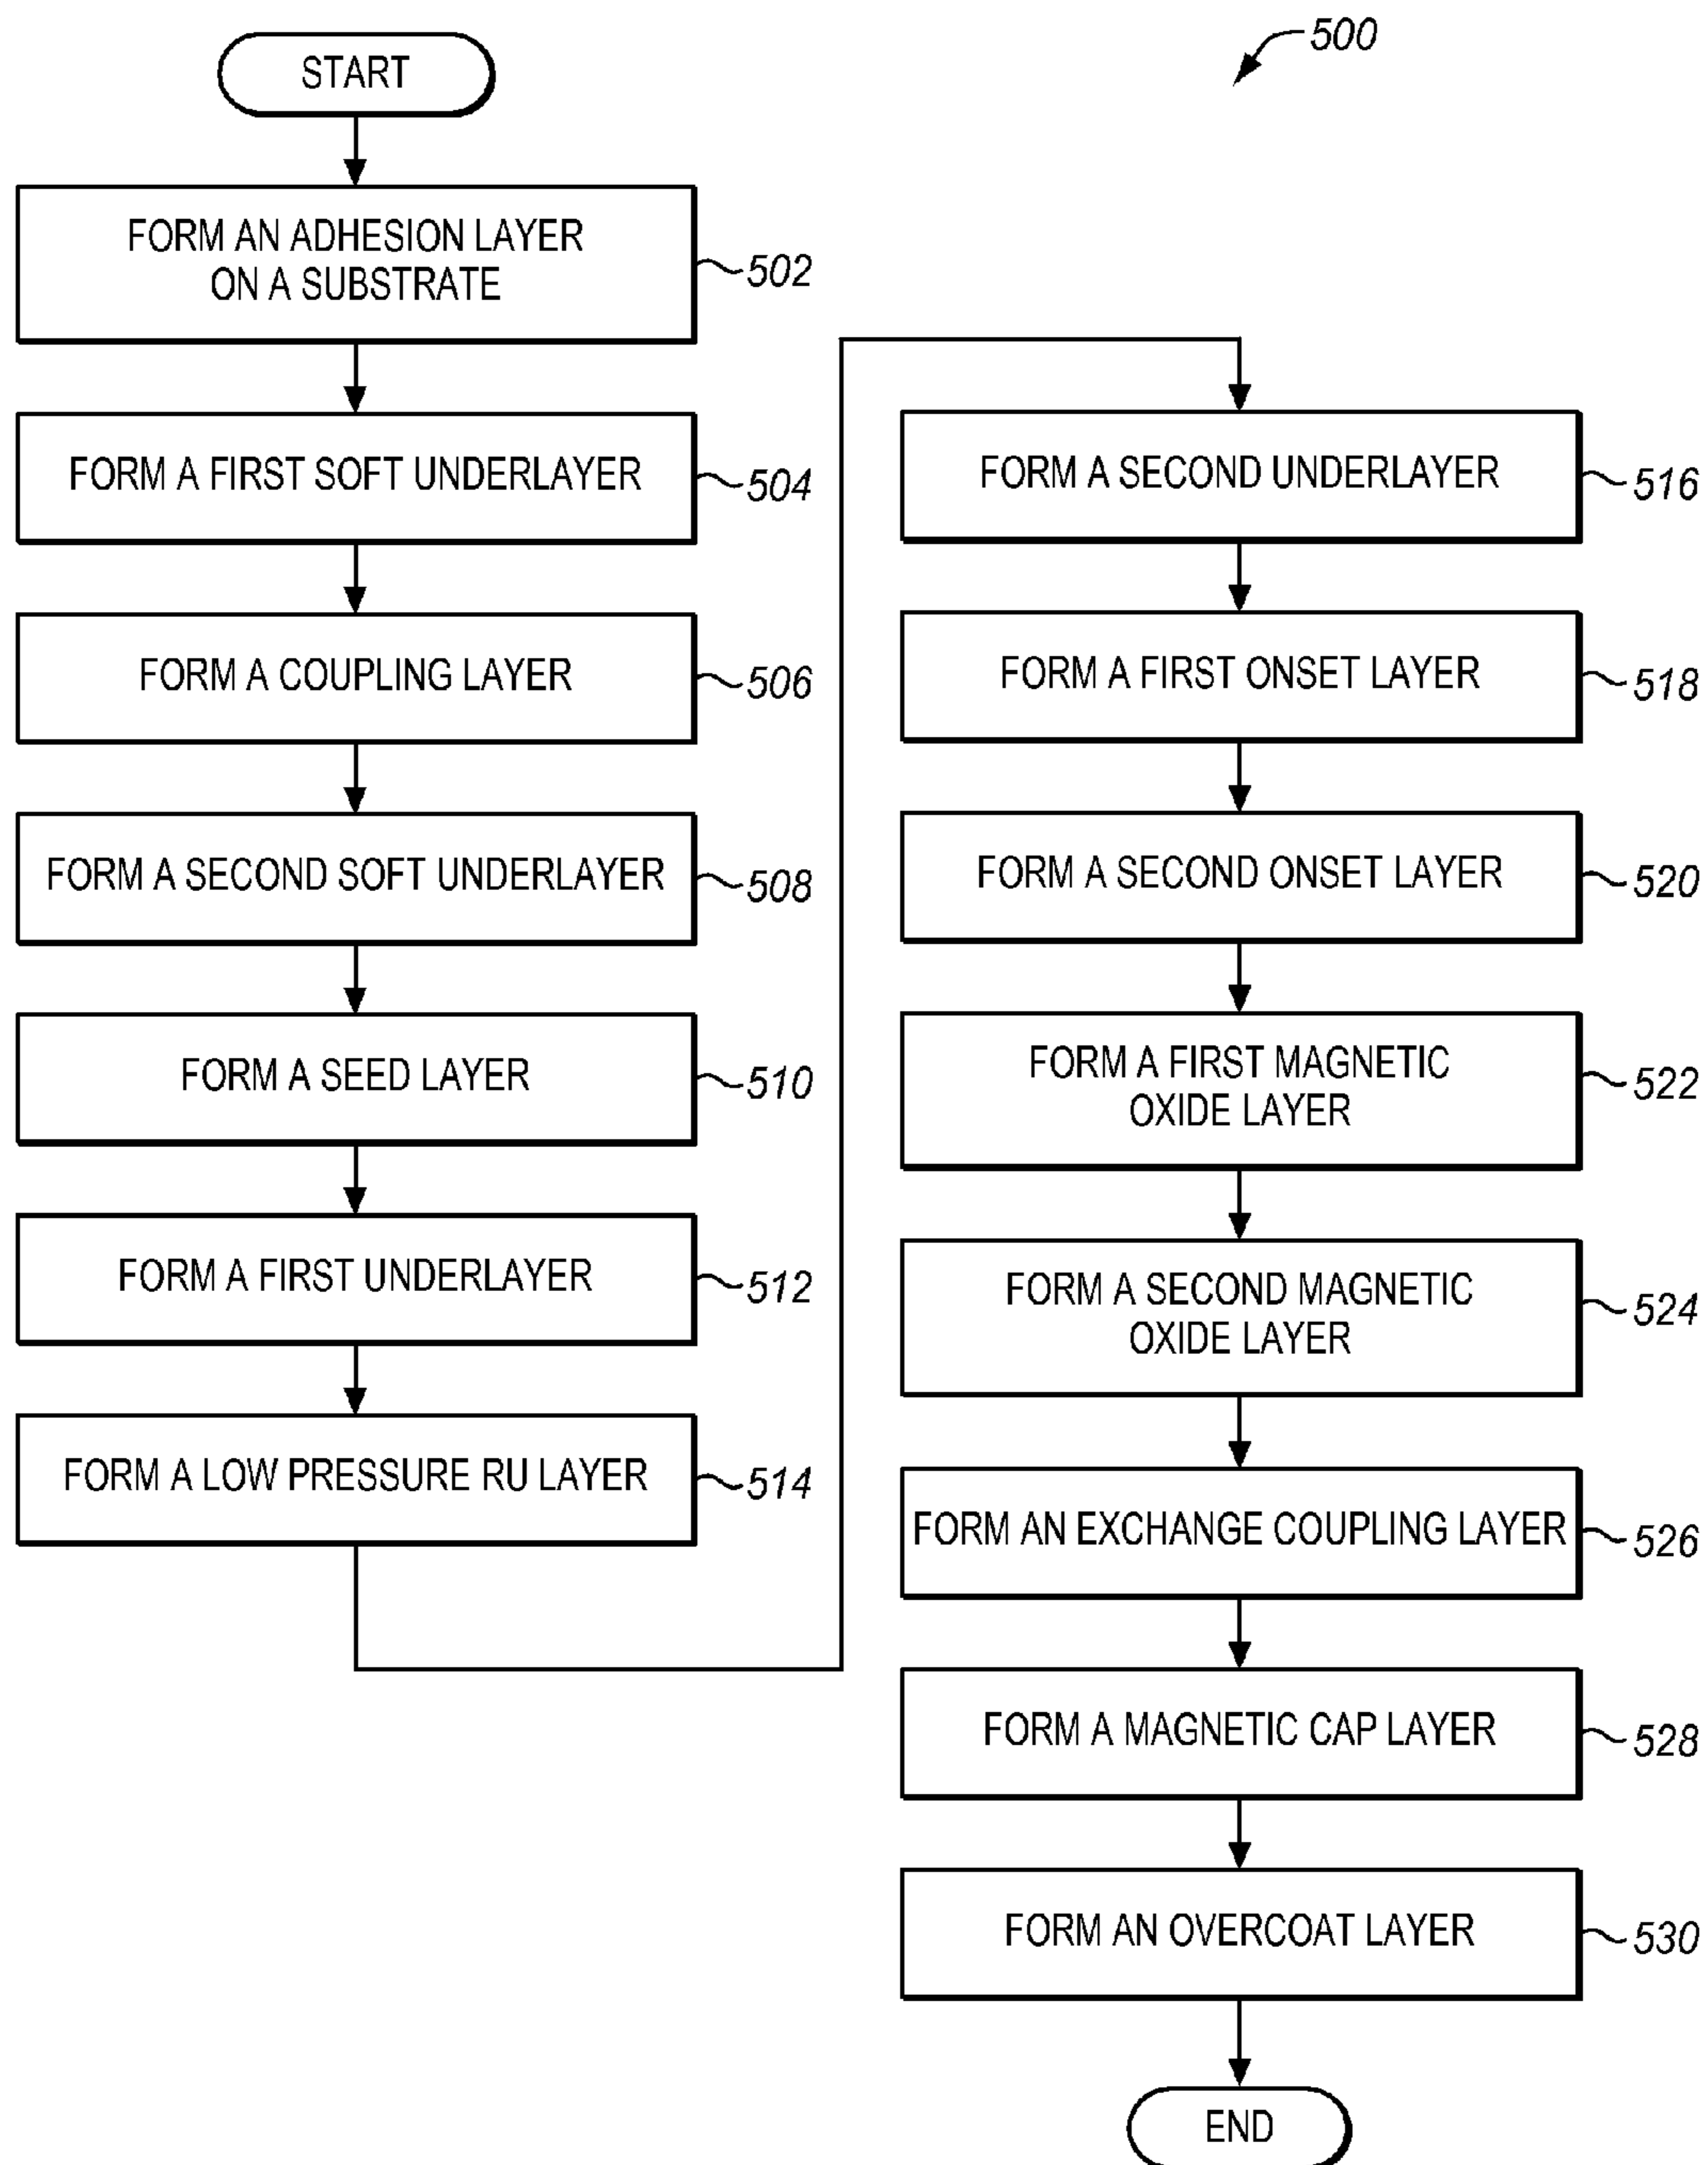 500
START
FORM AN ADHESION LAYER
ON A SUBSTRATE
502
FORM A FIRST SOFT UNDERLAYER
504
FORM A COUPLING LAYER
506
FORM A SECOND SOFT UNDERLAYER
508
FORM A SEED LAYER
510
FORM A FIRST UNDERLAYER
512
FORM A LOW PRESSURE RU LAYER
514
FORM A SECOND UNDERLAYER
516
FORM A FIRST ONSET LAYER
518
FORM A SECOND ONSET LAYER
520
FORM A FIRST MAGNETIC
OXIDE LAYER
522
FORM A SECOND MAGNETIC
OXIDE LAYER
524
FORM AN EXCHANGE COUPLING LAYER
526
FORM A MAGNETIC CAP LAYER
528
FORM AN OVERCOAT LAYER
530
END